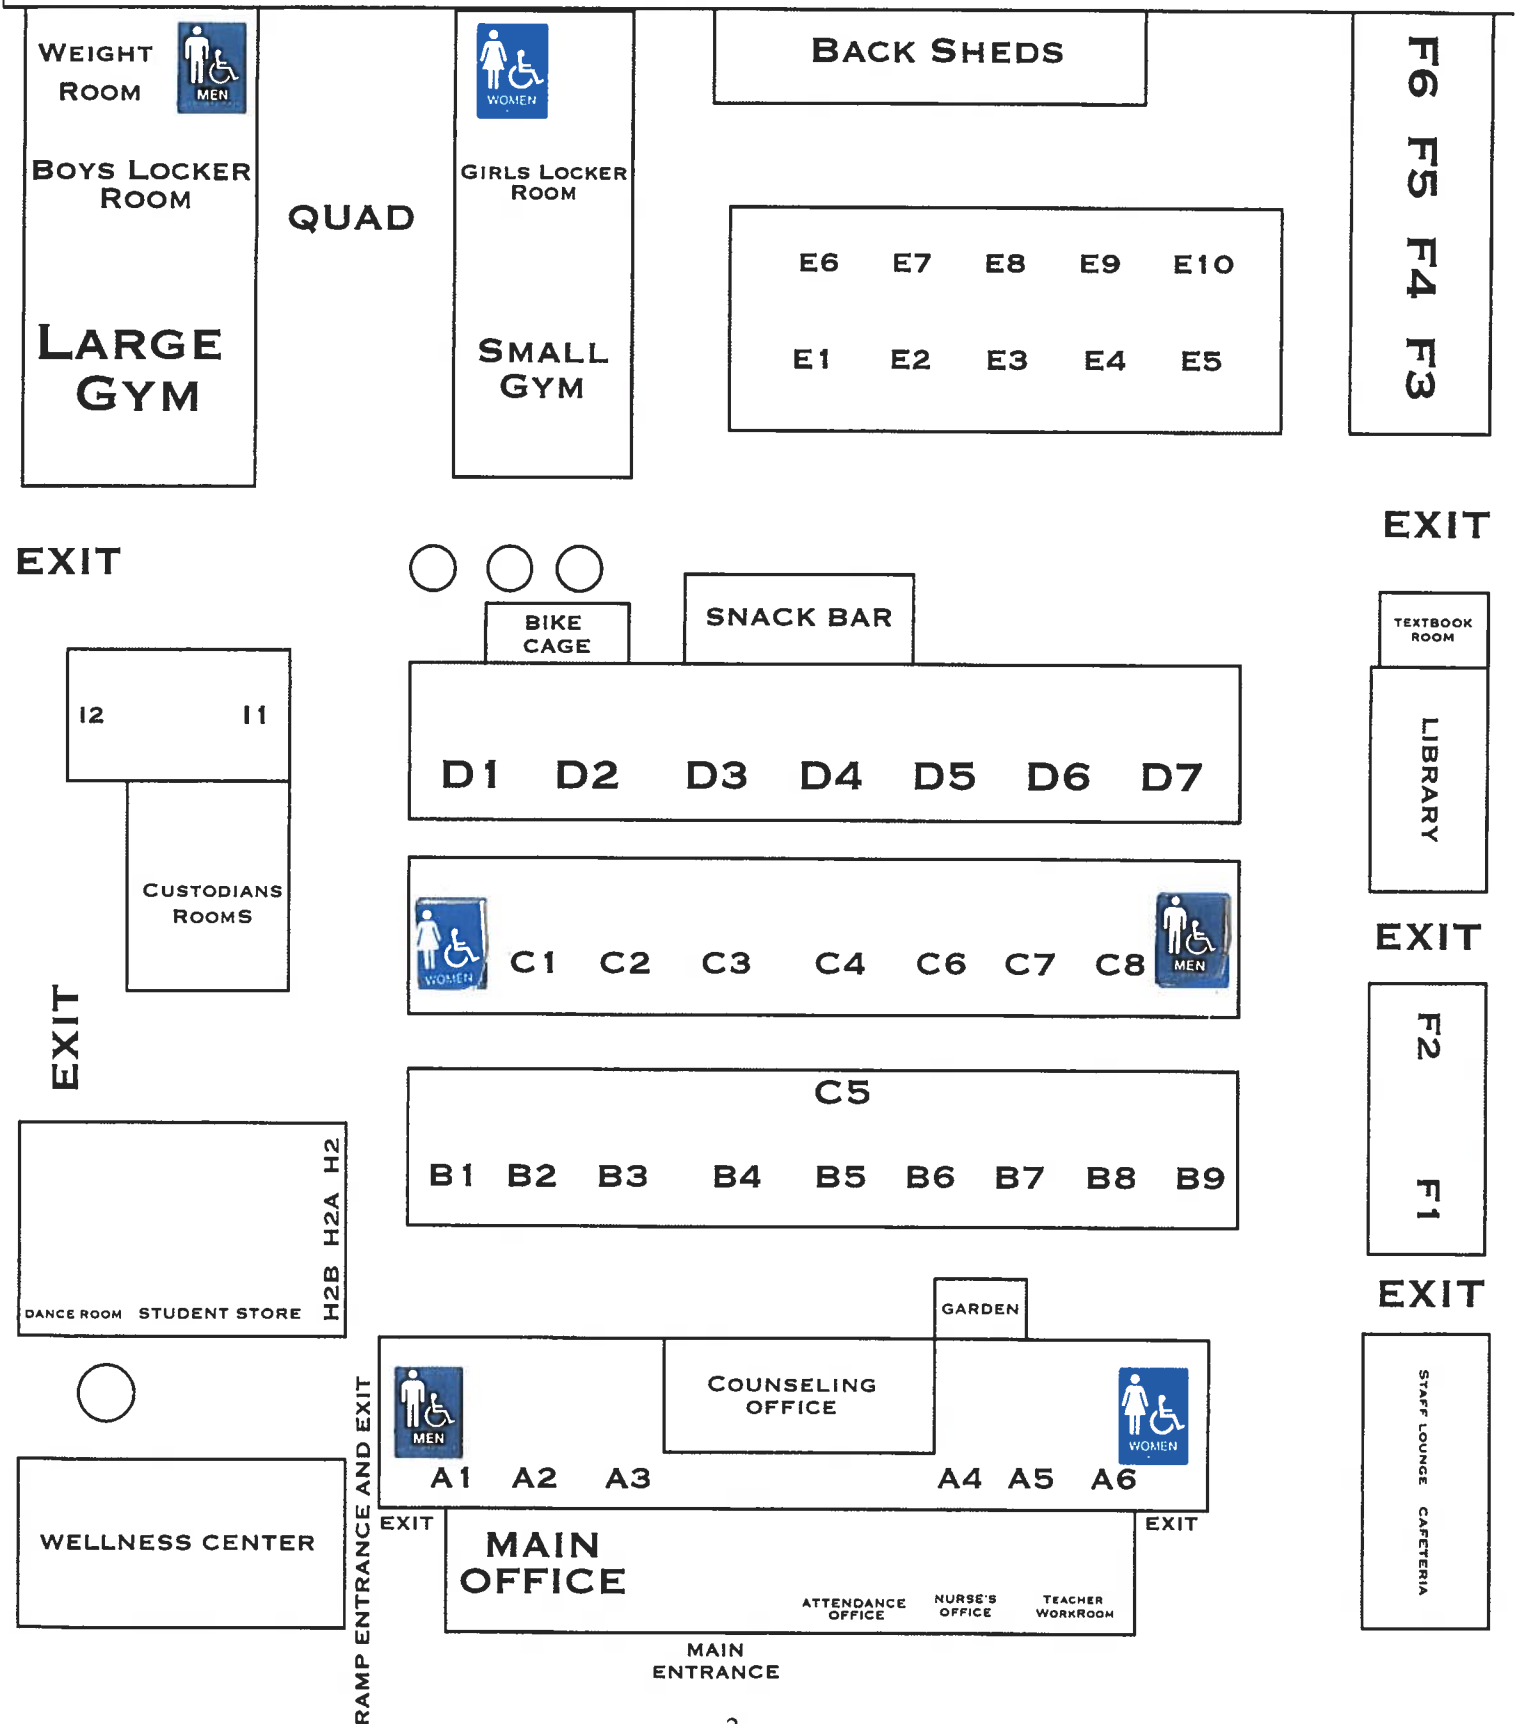 WEIGHT
ROOM
MEN
WOMEN
BACK SHEDS
F6 F5 F4 F3
BOYS LOCKER
ROOM
QUAD
GIRLS LOCKER
ROOM
E6 E7 E8 E9 E10
LARGE
GYM
SMALL
GYM
E1 E2 E3 E4 E5
EXIT
EXIT
BIKE
CAGE
SNACK BAR
TEXTBOOK
ROOM
I2 I1
D1 D2 D3 D4 D5 D6 D7
LIBRARY
CUSTODIANS
ROOMS
WOMEN
C1 C2 C3 C4 C6 C7 C8
MEN
EXIT
EXIT
F2 F1
C5
B1 B2 B3 B4 B5 B6 B7 B8 B9
H2B H2A H2
DANCE ROOM STUDENT STORE
EXIT
GARDEN
MEN
COUNSELING
OFFICE
WOMEN
A1 A2 A3 A4 A5 A6
STAFF LOUNGE CAFETERIA
RAMP ENTRANCE AND EXIT
EXIT
EXIT
WELLNESS CENTER
MAIN
OFFICE
ATTENDANCE
OFFICE
NURSE'S
OFFICE
TEACHER
WORKROOM
MAIN
ENTRANCE